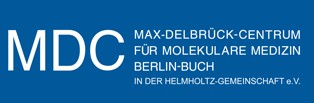 MDC
MAX-DELBRÜCK-CENTRUM
FÜR MOLEKULARE MEDIZIN
BERLIN-BUCH
IN DER HELMHOLTZ-GEMEINSCHAFT e.V.